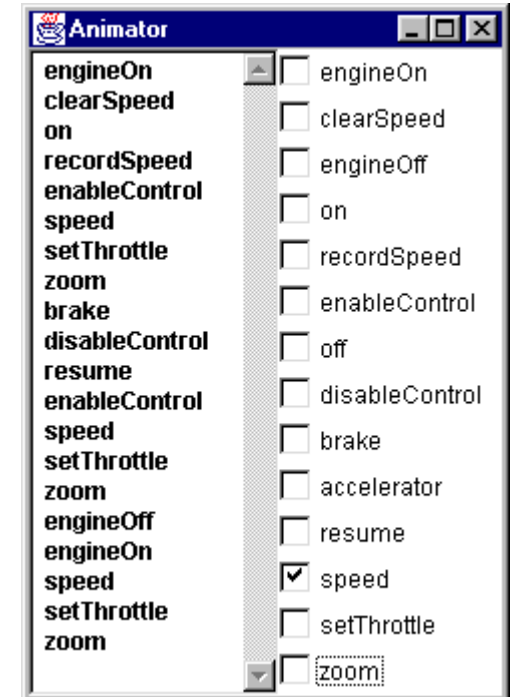 Animator
engineOn
clearSpeed
on
recordSpeed
enableControl
speed
setThrottle
zoom
brake
disableControl
resume
enableControl
speed
setThrottle
zoom
engineOff
engineOn
speed
setThrottle
zoom
engineOn
clearSpeed
engineOff
on
recordSpeed
enableControl
off
disableControl
brake
accelerator
resume
speed
setThrottle
zoom